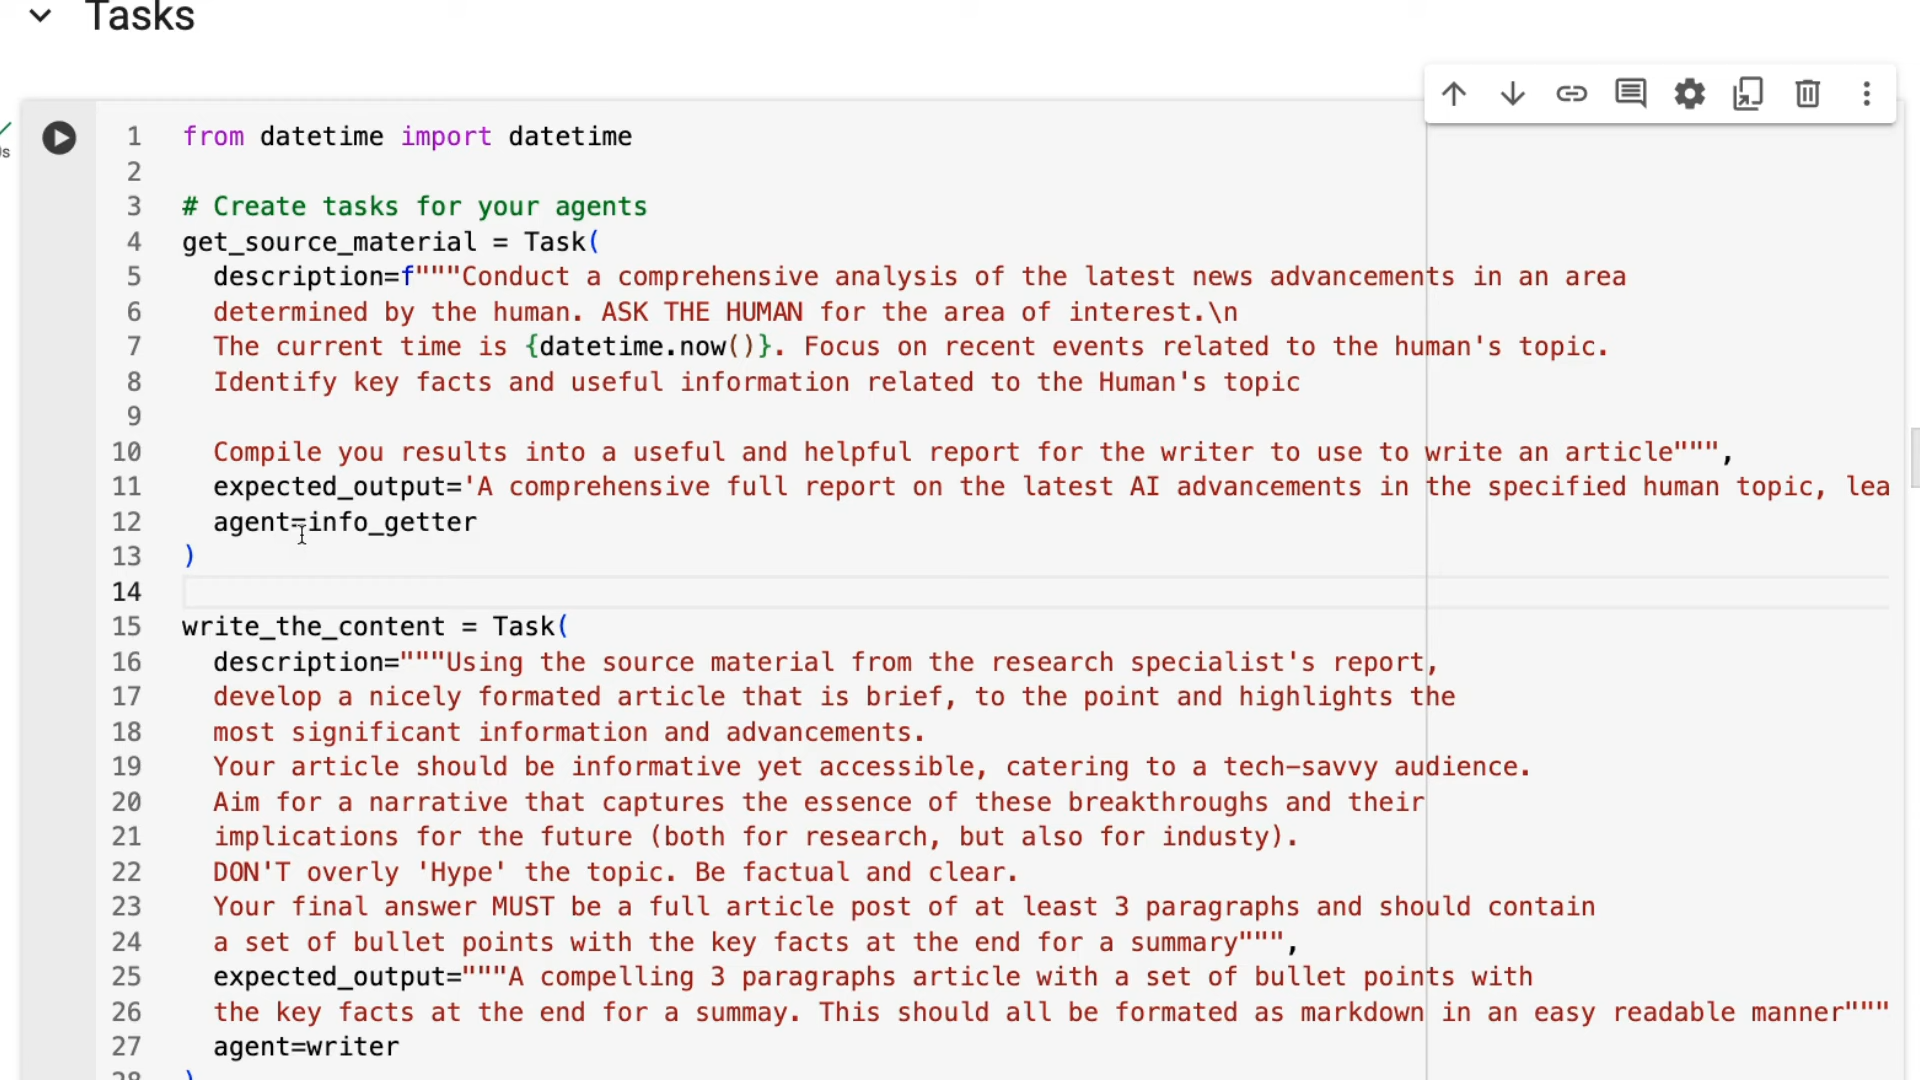 Tasks
1 from datetime import datetime
2
3 # Create tasks for your agents
4 get_source_material = Task(
5 description=f"""Conduct a comprehensive analysis of the latest news advancements in an area
6 determined by the human. ASK THE HUMAN for the area of interest.\n
7 The current time is {datetime.now()}. Focus on recent events related to the human's topic.
8 Identify key facts and useful information related to the Human's topic
9
10 Compile you results into a useful and helpful report for the writer to use to write an article""",
11 expected_output='A comprehensive full report on the latest AI advancements in the specified human topic, lea
12 agent=info_getter
13 )
14
15 write_the_content = Task(
16 description="""Using the source material from the research specialist's report,
17 develop a nicely formated article that is brief, to the point and highlights the
18 most significant information and advancements.
19 Your article should be informative yet accessible, catering to a tech-savvy audience.
20 Aim for a narrative that captures the essence of these breakthroughs and their
21 implications for the future (both for research, but also for industy).
22 DON'T overly 'Hype' the topic. Be factual and clear.
23 Your final answer MUST be a full article post of at least 3 paragraphs and should contain
24 a set of bullet points with the key facts at the end for a summary""",
25 expected_output="""A compelling 3 paragraphs article with a set of bullet points with
26 the key facts at the end for a summay. This should all be formated as markdown in an easy readable manner"""
27 agent=writer
28 )